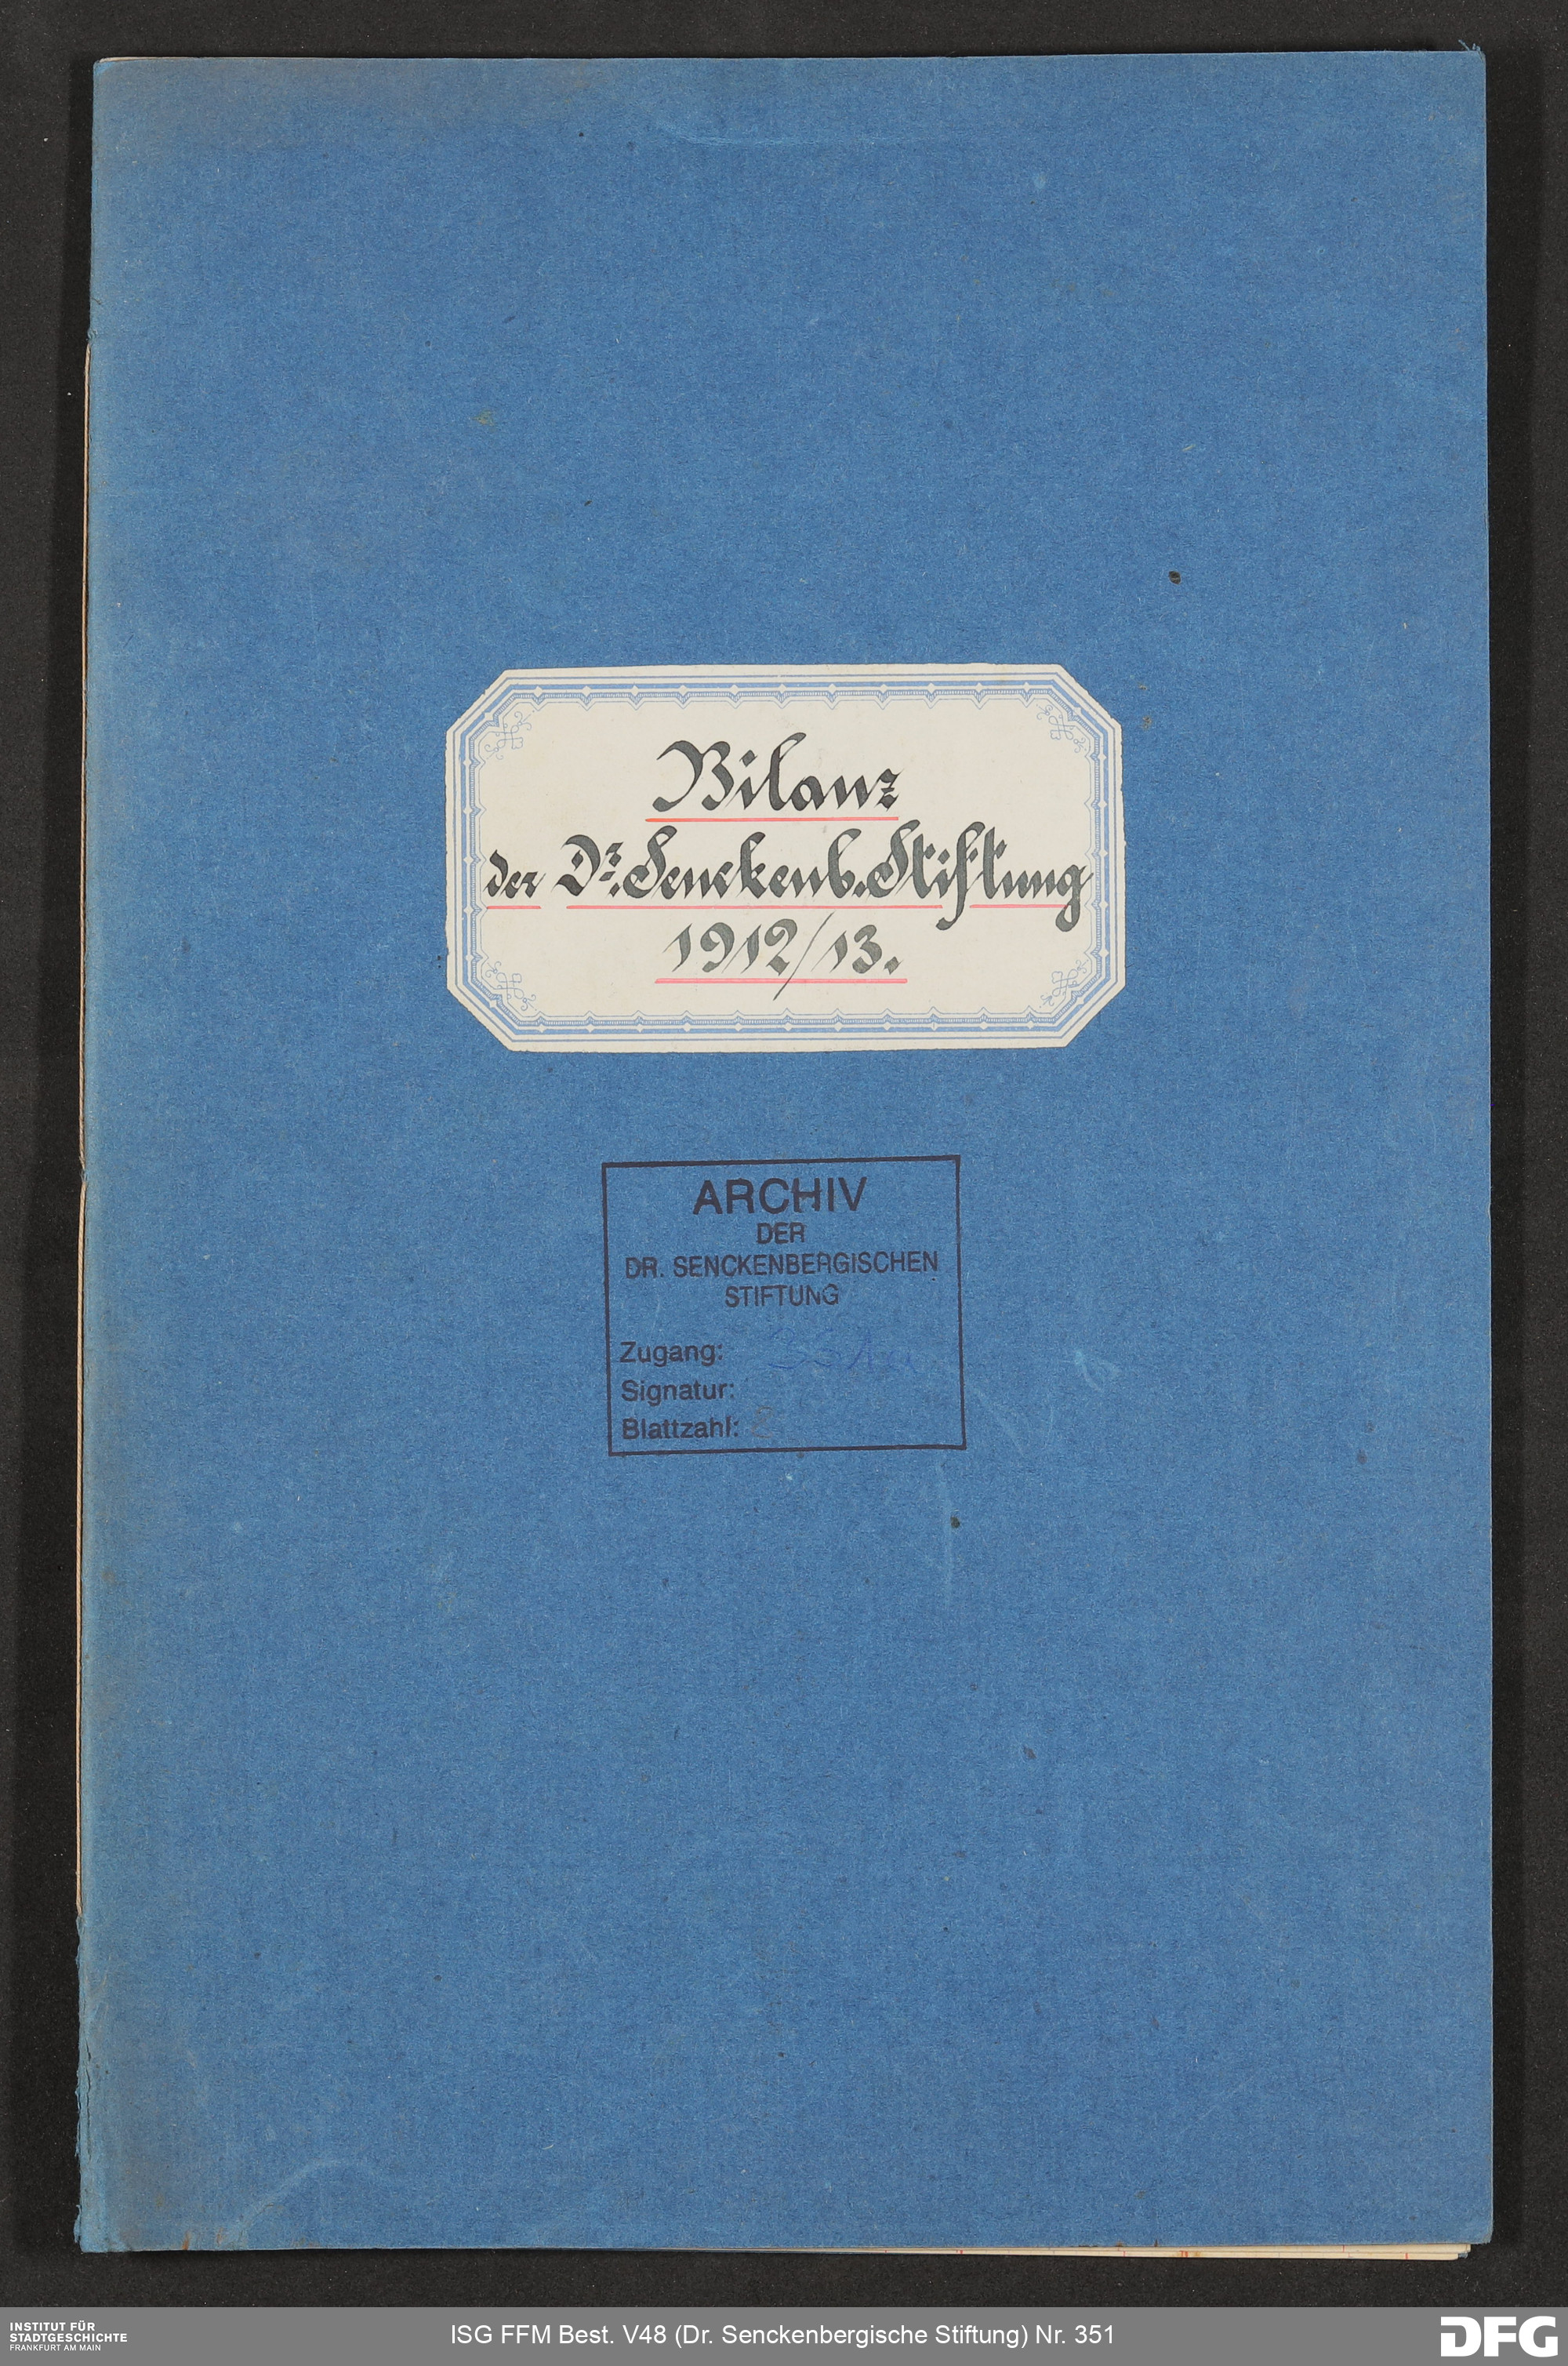 Bilanz
der Dr. Senckenb. Stiftung
1912/13.
ARCHIV
DER
DR. SENCKENBERGISCHEN
STIFTUNG
Zugang:
Signatur:
Blattzahl:
INSTITUT FÜR
STADTGESCHICHTE
FRANKFURT AM MAIN
ISG FFM Best. V48 (Dr. Senckenbergische Stiftung) Nr. 351
DFG